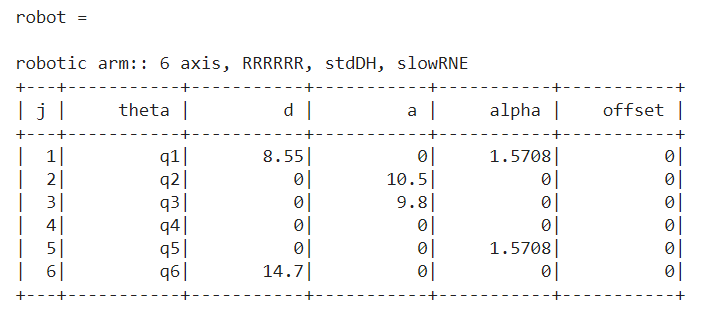 robot =
robotic arm:: 6 axis, RRRRRR, stdDH, slowRNE
+---+-----------+-----------+-----------+-----------+-----------+
| j |     theta |         d |         a |     alpha |    offset |
+---+-----------+-----------+-----------+-----------+-----------+
|  1|         q1|       8.55|          0|     1.5708|          0|
|  2|         q2|          0|       10.5|          0|          0|
|  3|         q3|          0|        9.8|          0|          0|
|  4|         q4|          0|          0|          0|          0|
|  5|         q5|          0|          0|     1.5708|          0|
|  6|         q6|       14.7|          0|          0|          0|
+---+-----------+-----------+-----------+-----------+-----------+